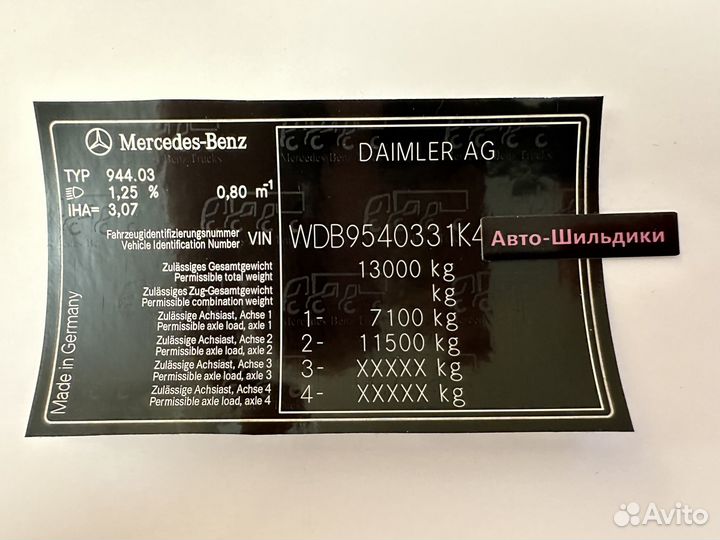 Mercedes-Benz
DAIMLER AG
TYP 944.03
1,25 % 0,80 m⁻¹
IHA= 3,07
Fahrzeugidentifizierungsnummer
Vehicle Identification Number VIN WDB9540331K4
Авто-Шильдики
Zulässiges Gesamtgewicht
Permissible total weight 13000 kg
Zulässiges Zug-Gesamtgewicht
Permissible combination weight kg
Zulässige Achslast, Achse 1
Permissible axle load, axle 1 1- 7100 kg
Zulässige Achslast, Achse 2
Permissible axle load, axle 2 2- 11500 kg
Zulässige Achslast, Achse 3
Permissible axle load, axle 3 3- XXXXX kg
Zulässige Achslast, Achse 4
Permissible axle load, axle 4 4- XXXXX kg
Made in Germany
Avito